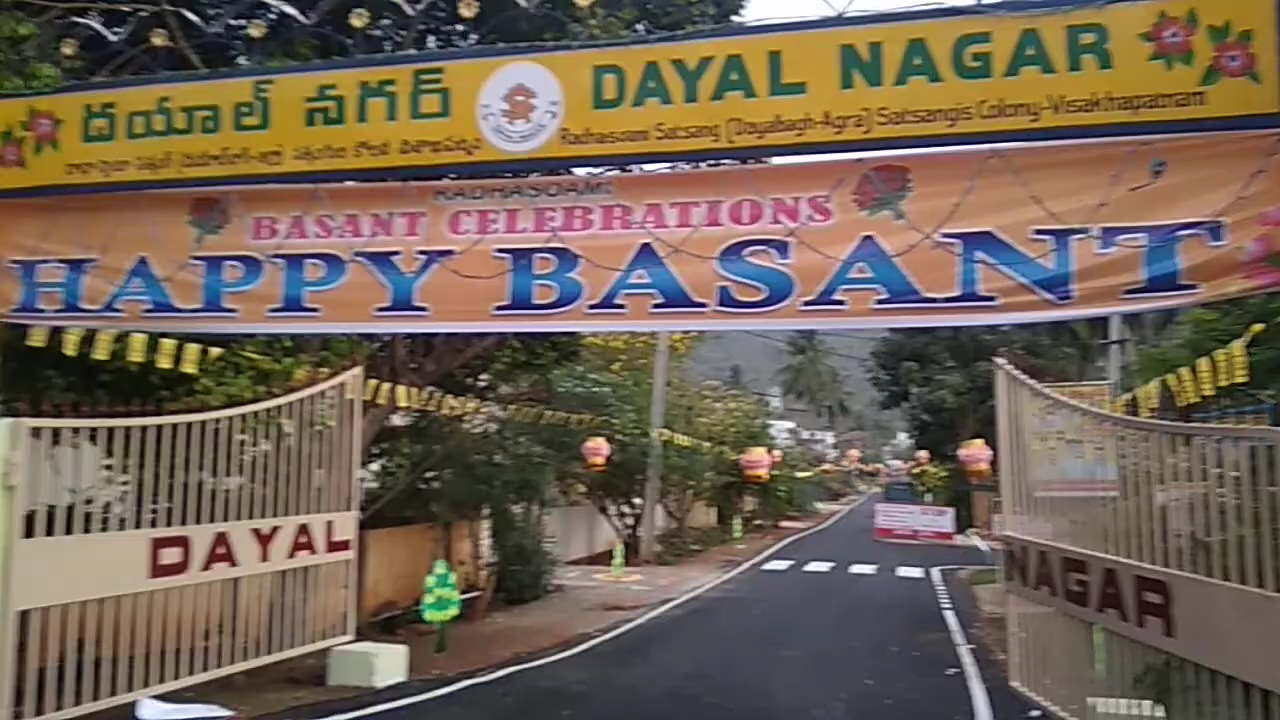 దయాల్ నగర్
DAYAL NAGAR
Radhasoami Satsang (Dayalbagh-Agra) Satsangis Colony-Visakhapatnam
RADHASOAMI
BASANT CELEBRATIONS
HAPPY BASANT
DAYAL
NAGAR